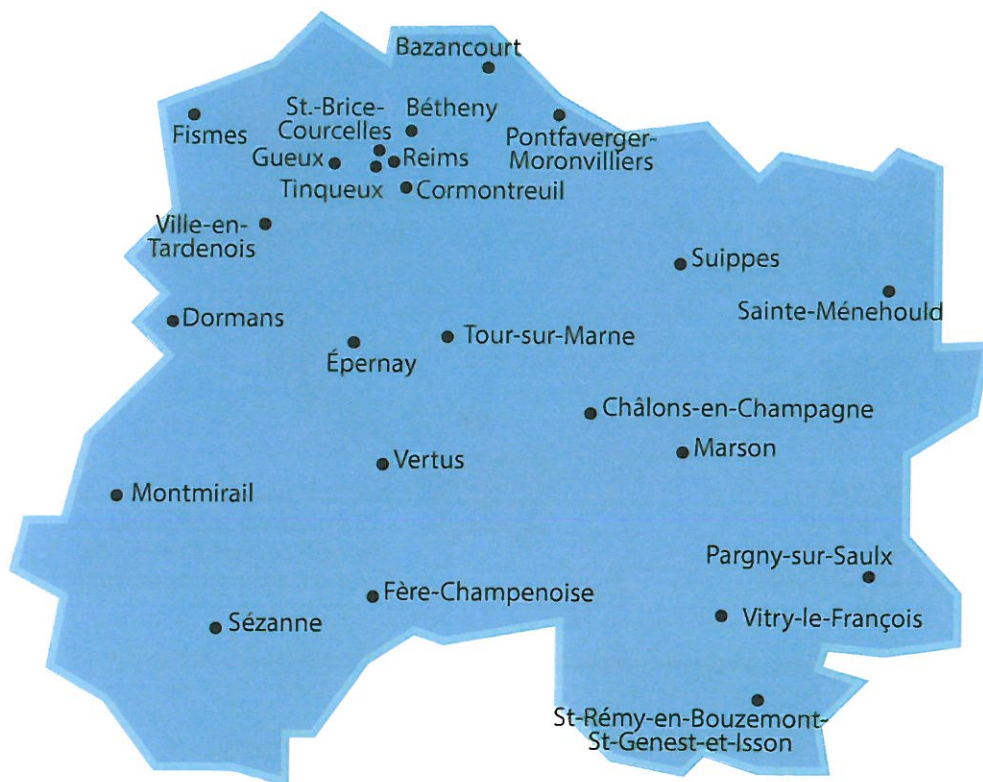 Bazancourt
St.-Brice-
Courcelles
Bétheny
Fismes
Pontfaverger-
Moronvilliers
Gueux
Reims
Tinqueux
Cormontreuil
Ville-en-
Tardenois
Suippes
Sainte-Ménehould
Dormans
Tour-sur-Marne
Épernay
Châlons-en-Champagne
Marson
Vertus
Montmirail
Pargny-sur-Saulx
Fère-Champenoise
Vitry-le-François
Sézanne
St-Rémy-en-Bouzemont-
St-Genest-et-Isson